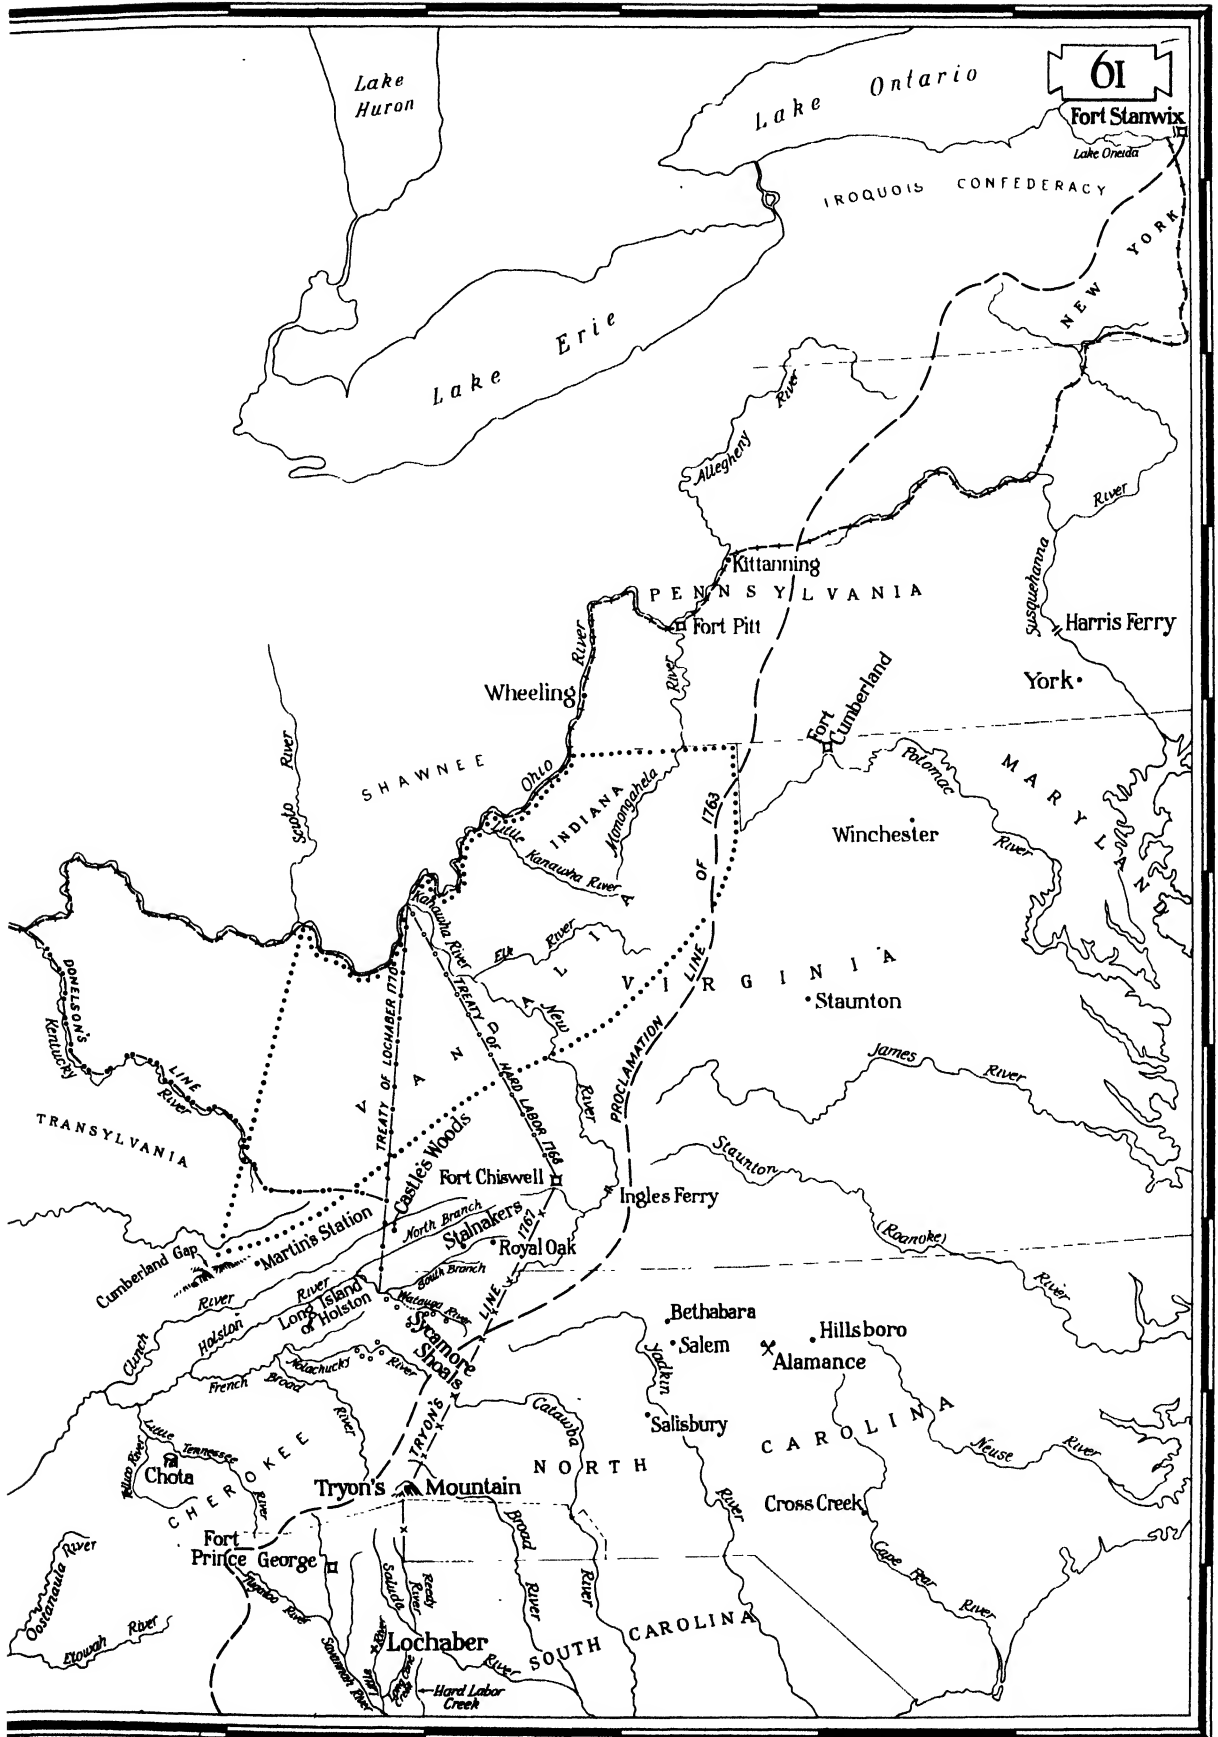 61
Lake
Huron
Lake Ontario
Fort Stanwix
Lake Oneida
IROQUOIS CONFEDERACY
NEW YORK
Lake Erie
Allegheny River
River
Susquehanna
Kittanning
PENNSYLVANIA
Fort Pitt
Harris Ferry
York
River
River
Wheeling
Fort
Cumberland
SHAWNEE
Ohio
INDIANA
Monongahela
Scioto River
Potomac
River
MARYLAND
Winchester
Little
Kanawha River
PROCLAMATION LINE OF 1763
Kanawha River
Elk River
VANDALIA
VIRGINIA
Staunton
New
River
DONELSON'S
LINE
Kentucky
River
TREATY OF LOCHABER 1770
TREATY OF HARD LABOR 1768
James River
TRANSYLVANIA
Castle's Woods
Staunton
(Roanoke)
River
Fort Chiswell
Ingles Ferry
Cumberland Gap
Martin's Station
North Branch
Stalnakers
Royal Oak
South Branch
Clinch
River
Holston
River
Long Island
of Holston
Watauga River
Sycamore
Shoals
TRYON'S LINE 1767
Bethabara
Salem
Hillsboro
Alamance
Yadkin
River
Salisbury
Nolachucky River
French Broad
River
Catawba
River
Little Tennessee
River
Tellico River
Chota
CHEROKEE
NORTH CAROLINA
Neuse River
Tryon's Mountain
Cross Creek
Cape Fear
River
Fort
Prince George
Tugaloo River
Savannah River
Saluda
River
Reedy
River
Broad
River
Oostanaula River
Etowah River
Lochaber
Little
River
Long Cane
Creek
Hard Labor
Creek
SOUTH CAROLINA